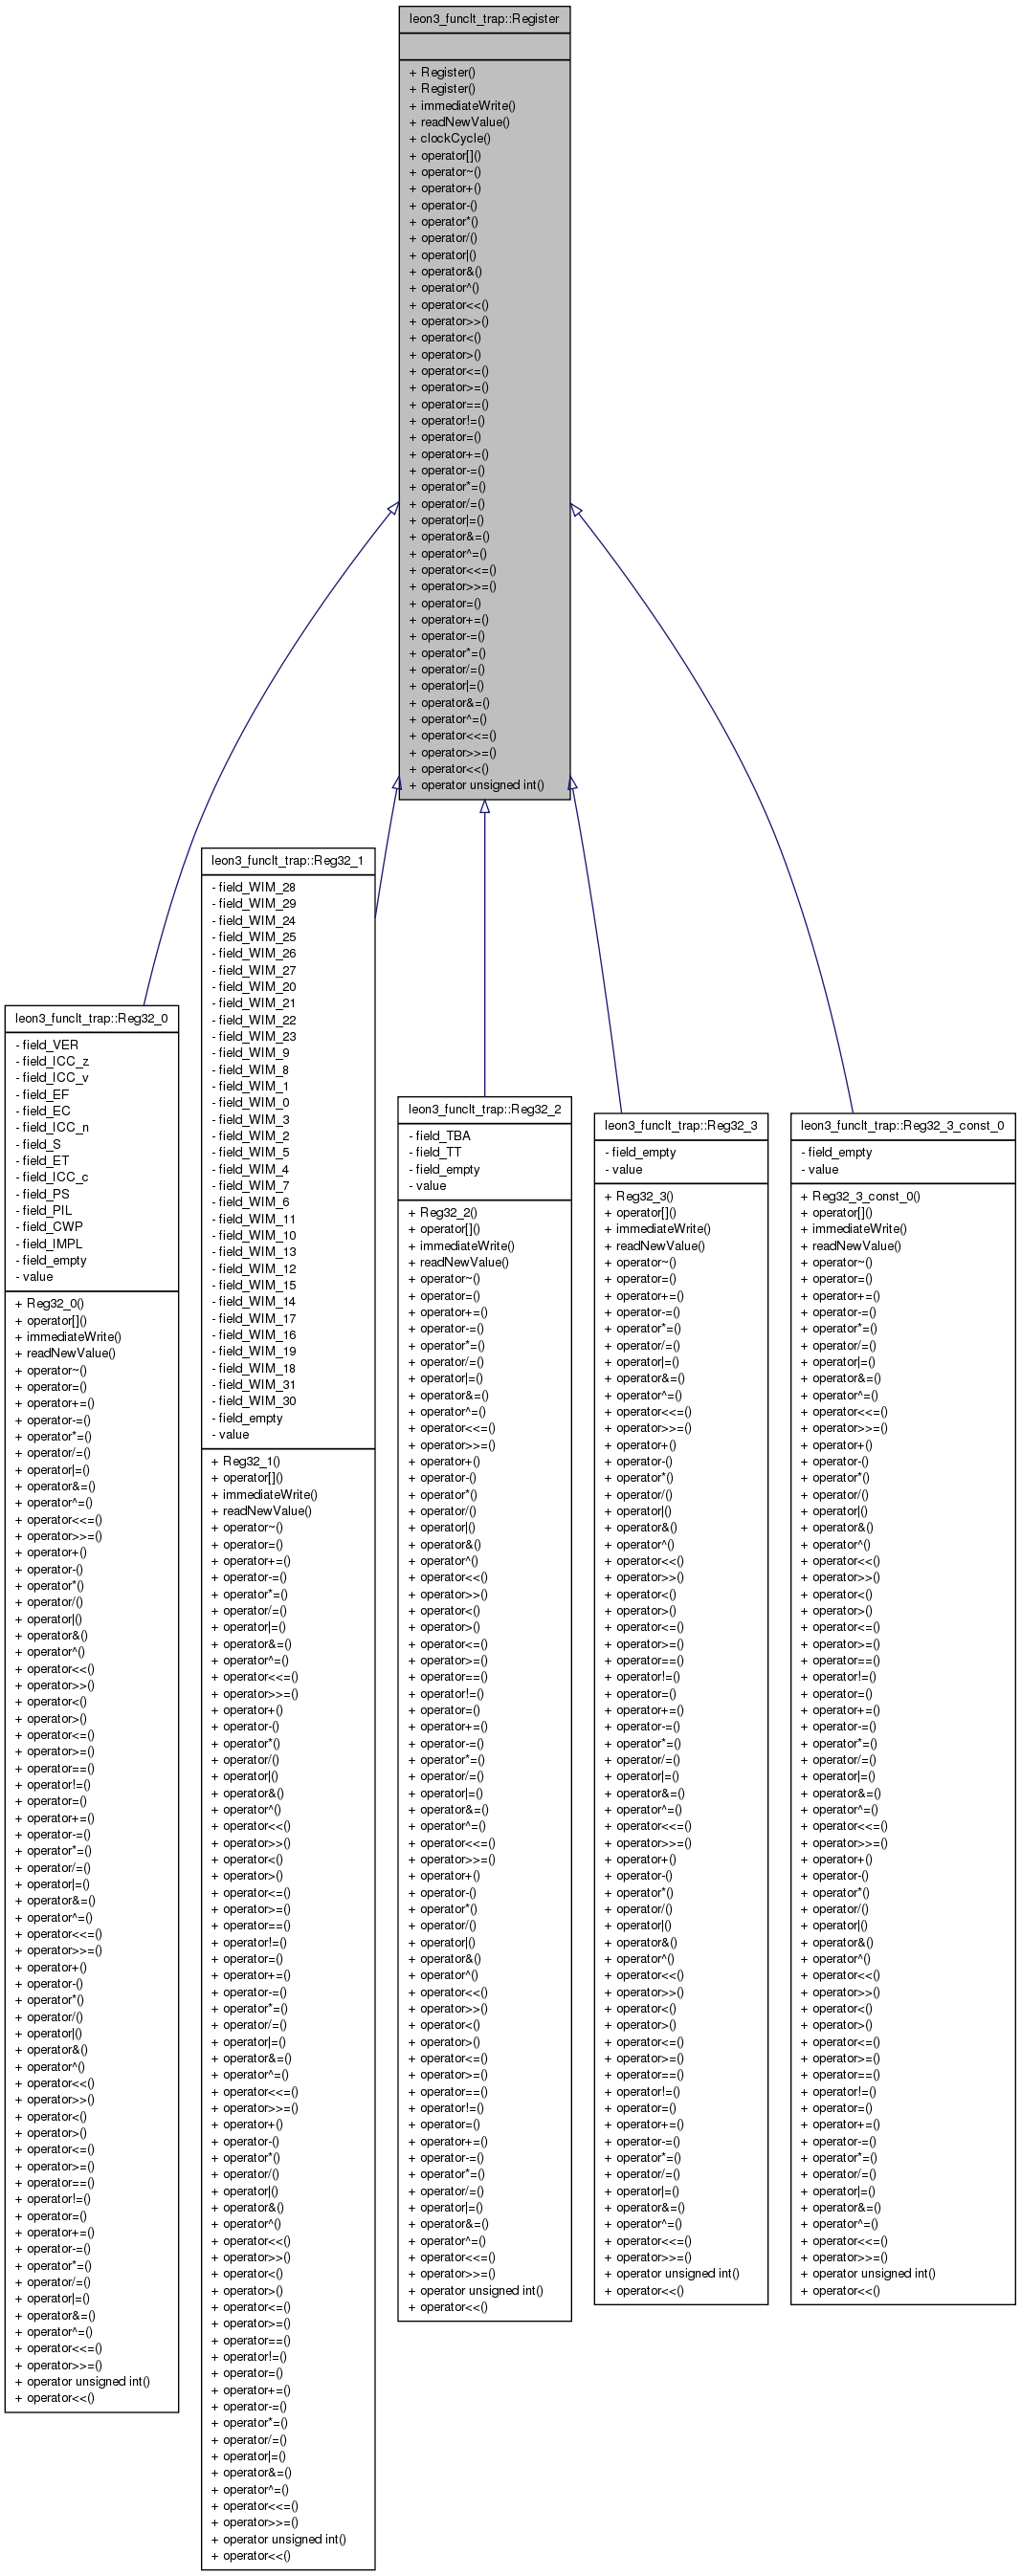 leon3_funclt_trap::Register
+ Register()
+ Register()
+ immediateWrite()
+ readNewValue()
+ clockCycle()
+ operator[]()
+ operator~()
+ operator+()
+ operator-()
+ operator*()
+ operator/()
+ operator|()
+ operator&()
+ operator^()
+ operator<<()
+ operator>>()
+ operator<()
+ operator>()
+ operator<=()
+ operator>=()
+ operator==()
+ operator!=()
+ operator=()
+ operator+=()
+ operator-=()
+ operator*=()
+ operator/=()
+ operator|=()
+ operator&=()
+ operator^=()
+ operator<<=()
+ operator>>=()
+ operator=()
+ operator+=()
+ operator-=()
+ operator*=()
+ operator/=()
+ operator|=()
+ operator&=()
+ operator^=()
+ operator<<=()
+ operator>>=()
+ operator<<()
+ operator unsigned int()
leon3_funclt_trap::Reg32_0
- field_VER
- field_ICC_z
- field_ICC_v
- field_EF
- field_EC
- field_ICC_n
- field_S
- field_ET
- field_ICC_c
- field_PS
- field_PIL
- field_CWP
- field_IMPL
- field_empty
- value
+ Reg32_0()
+ operator[]()
+ immediateWrite()
+ readNewValue()
+ operator~()
+ operator=()
+ operator+=()
+ operator-=()
+ operator*=()
+ operator/=()
+ operator|=()
+ operator&=()
+ operator^=()
+ operator<<=()
+ operator>>=()
+ operator+()
+ operator-()
+ operator*()
+ operator/()
+ operator|()
+ operator&()
+ operator^()
+ operator<<()
+ operator>>()
+ operator<()
+ operator>()
+ operator<=()
+ operator>=()
+ operator==()
+ operator!=()
+ operator=()
+ operator+=()
+ operator-=()
+ operator*=()
+ operator/=()
+ operator|=()
+ operator&=()
+ operator^=()
+ operator<<=()
+ operator>>=()
+ operator+()
+ operator-()
+ operator*()
+ operator/()
+ operator|()
+ operator&()
+ operator^()
+ operator<<()
+ operator>>()
+ operator<()
+ operator>()
+ operator<=()
+ operator>=()
+ operator==()
+ operator!=()
+ operator=()
+ operator+=()
+ operator-=()
+ operator*=()
+ operator/=()
+ operator|=()
+ operator&=()
+ operator^=()
+ operator<<=()
+ operator>>=()
+ operator unsigned int()
+ operator<<()
leon3_funclt_trap::Reg32_1
- field_WIM_28
- field_WIM_29
- field_WIM_24
- field_WIM_25
- field_WIM_26
- field_WIM_27
- field_WIM_20
- field_WIM_21
- field_WIM_22
- field_WIM_23
- field_WIM_9
- field_WIM_8
- field_WIM_1
- field_WIM_0
- field_WIM_3
- field_WIM_2
- field_WIM_5
- field_WIM_4
- field_WIM_7
- field_WIM_6
- field_WIM_11
- field_WIM_10
- field_WIM_13
- field_WIM_12
- field_WIM_15
- field_WIM_14
- field_WIM_17
- field_WIM_16
- field_WIM_19
- field_WIM_18
- field_WIM_31
- field_WIM_30
- field_empty
- value
+ Reg32_1()
+ operator[]()
+ immediateWrite()
+ readNewValue()
+ operator~()
+ operator=()
+ operator+=()
+ operator-=()
+ operator*=()
+ operator/=()
+ operator|=()
+ operator&=()
+ operator^=()
+ operator<<=()
+ operator>>=()
+ operator+()
+ operator-()
+ operator*()
+ operator/()
+ operator|()
+ operator&()
+ operator^()
+ operator<<()
+ operator>>()
+ operator<()
+ operator>()
+ operator<=()
+ operator>=()
+ operator==()
+ operator!=()
+ operator=()
+ operator+=()
+ operator-=()
+ operator*=()
+ operator/=()
+ operator|=()
+ operator&=()
+ operator^=()
+ operator<<=()
+ operator>>=()
+ operator+()
+ operator-()
+ operator*()
+ operator/()
+ operator|()
+ operator&()
+ operator^()
+ operator<<()
+ operator>>()
+ operator<()
+ operator>()
+ operator<=()
+ operator>=()
+ operator==()
+ operator!=()
+ operator=()
+ operator+=()
+ operator-=()
+ operator*=()
+ operator/=()
+ operator|=()
+ operator&=()
+ operator^=()
+ operator<<=()
+ operator>>=()
+ operator unsigned int()
+ operator<<()
leon3_funclt_trap::Reg32_2
- field_TBA
- field_TT
- field_empty
- value
+ Reg32_2()
+ operator[]()
+ immediateWrite()
+ readNewValue()
+ operator~()
+ operator=()
+ operator+=()
+ operator-=()
+ operator*=()
+ operator/=()
+ operator|=()
+ operator&=()
+ operator^=()
+ operator<<=()
+ operator>>=()
+ operator+()
+ operator-()
+ operator*()
+ operator/()
+ operator|()
+ operator&()
+ operator^()
+ operator<<()
+ operator>>()
+ operator<()
+ operator>()
+ operator<=()
+ operator>=()
+ operator==()
+ operator!=()
+ operator=()
+ operator+=()
+ operator-=()
+ operator*=()
+ operator/=()
+ operator|=()
+ operator&=()
+ operator^=()
+ operator<<=()
+ operator>>=()
+ operator+()
+ operator-()
+ operator*()
+ operator/()
+ operator|()
+ operator&()
+ operator^()
+ operator<<()
+ operator>>()
+ operator<()
+ operator>()
+ operator<=()
+ operator>=()
+ operator==()
+ operator!=()
+ operator=()
+ operator+=()
+ operator-=()
+ operator*=()
+ operator/=()
+ operator|=()
+ operator&=()
+ operator^=()
+ operator<<=()
+ operator>>=()
+ operator unsigned int()
+ operator<<()
leon3_funclt_trap::Reg32_3
- field_empty
- value
+ Reg32_3()
+ operator[]()
+ immediateWrite()
+ readNewValue()
+ operator~()
+ operator=()
+ operator+=()
+ operator-=()
+ operator*=()
+ operator/=()
+ operator|=()
+ operator&=()
+ operator^=()
+ operator<<=()
+ operator>>=()
+ operator+()
+ operator-()
+ operator*()
+ operator/()
+ operator|()
+ operator&()
+ operator^()
+ operator<<()
+ operator>>()
+ operator<()
+ operator>()
+ operator<=()
+ operator>=()
+ operator==()
+ operator!=()
+ operator=()
+ operator+=()
+ operator-=()
+ operator*=()
+ operator/=()
+ operator|=()
+ operator&=()
+ operator^=()
+ operator<<=()
+ operator>>=()
+ operator+()
+ operator-()
+ operator*()
+ operator/()
+ operator|()
+ operator&()
+ operator^()
+ operator<<()
+ operator>>()
+ operator<()
+ operator>()
+ operator<=()
+ operator>=()
+ operator==()
+ operator!=()
+ operator=()
+ operator+=()
+ operator-=()
+ operator*=()
+ operator/=()
+ operator|=()
+ operator&=()
+ operator^=()
+ operator<<=()
+ operator>>=()
+ operator unsigned int()
+ operator<<()
leon3_funclt_trap::Reg32_3_const_0
- field_empty
- value
+ Reg32_3_const_0()
+ operator[]()
+ immediateWrite()
+ readNewValue()
+ operator~()
+ operator=()
+ operator+=()
+ operator-=()
+ operator*=()
+ operator/=()
+ operator|=()
+ operator&=()
+ operator^=()
+ operator<<=()
+ operator>>=()
+ operator+()
+ operator-()
+ operator*()
+ operator/()
+ operator|()
+ operator&()
+ operator^()
+ operator<<()
+ operator>>()
+ operator<()
+ operator>()
+ operator<=()
+ operator>=()
+ operator==()
+ operator!=()
+ operator=()
+ operator+=()
+ operator-=()
+ operator*=()
+ operator/=()
+ operator|=()
+ operator&=()
+ operator^=()
+ operator<<=()
+ operator>>=()
+ operator+()
+ operator-()
+ operator*()
+ operator/()
+ operator|()
+ operator&()
+ operator^()
+ operator<<()
+ operator>>()
+ operator<()
+ operator>()
+ operator<=()
+ operator>=()
+ operator==()
+ operator!=()
+ operator=()
+ operator+=()
+ operator-=()
+ operator*=()
+ operator/=()
+ operator|=()
+ operator&=()
+ operator^=()
+ operator<<=()
+ operator>>=()
+ operator unsigned int()
+ operator<<()